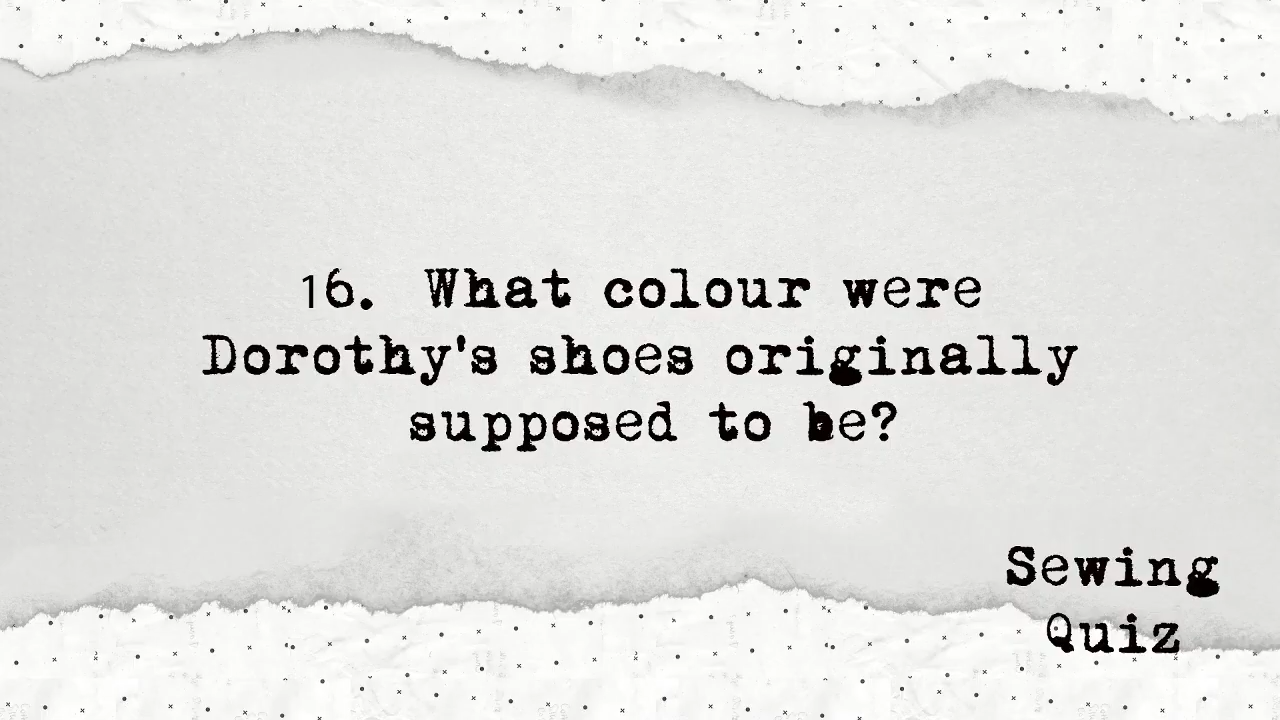 16. What colour were
Dorothy's shoes originally
supposed to be?
Sewing
Quiz